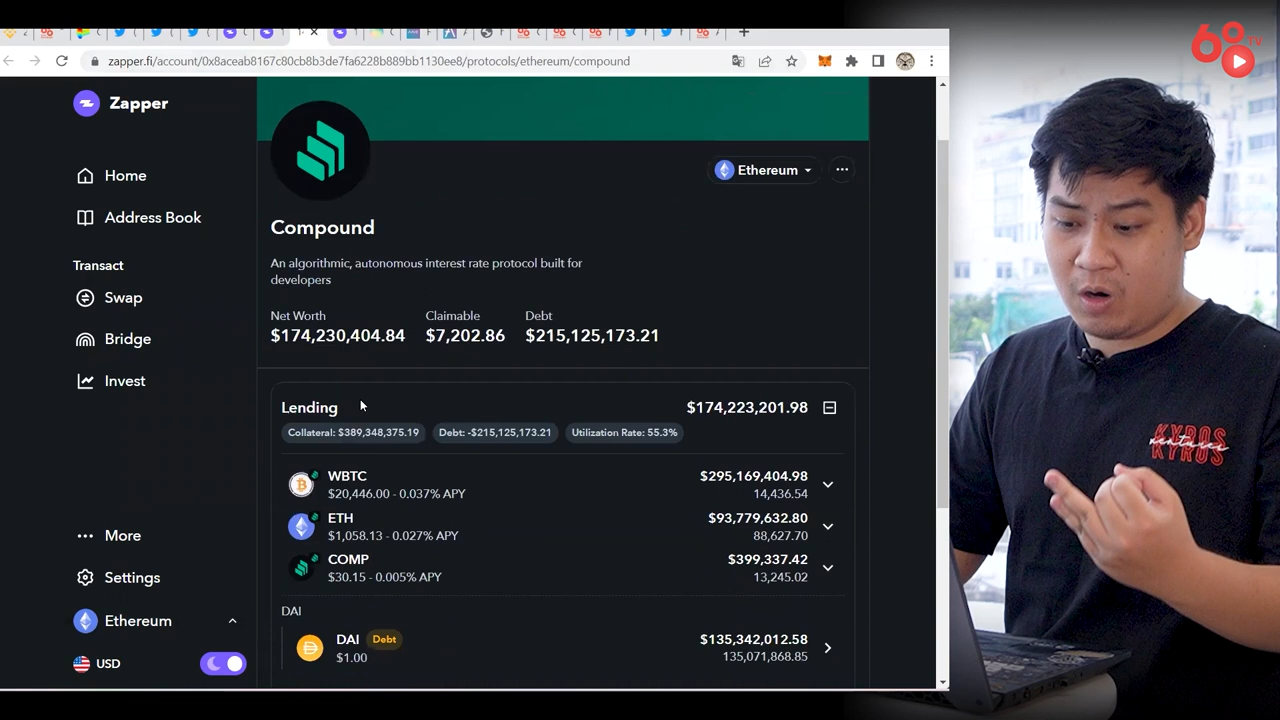 zapper.fi/account/0x8aceab8167c80cb8b3de7fa6228b889bb1130ee8/protocols/ethereum/compound
60TV
Zapper
Home
Address Book
Transact
Swap
Bridge
Invest
More
Settings
Ethereum
USD
Ethereum
Compound
An algorithmic, autonomous interest rate protocol built for
developers
Net Worth Claimable Debt
$174,230,404.84 $7,202.86 $215,125,173.21
Lending $174,223,201.98
Collateral: $389,348,375.19 Debt: -$215,125,173.21 Utilization Rate: 55.3%
WBTC $295,169,404.98
$20,446.00 - 0.037% APY 14,436.54
ETH $93,779,632.80
$1,058.13 - 0.027% APY 88,627.70
COMP $399,337.42
$30.15 - 0.005% APY 13,245.02
DAI
DAI Debt $135,342,012.58
$1.00 135,071,868.85
KYROS
ventures
KYROS